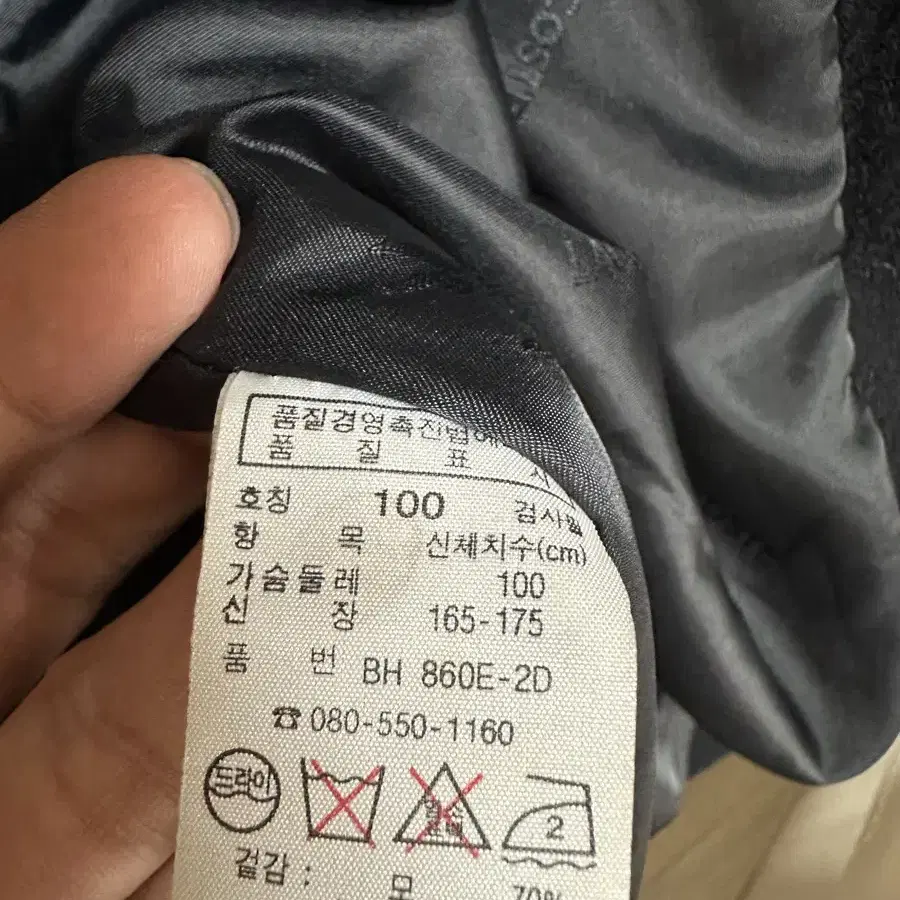 품질경영촉진법에
품 질 표 시
호칭 100 검사필
항 목 신체치수(cm)
가슴둘레 100
신 장 165-175
품 번 BH 860E-2D
☎ 080-550-1160
드라이
2
겉감 : 모 70%